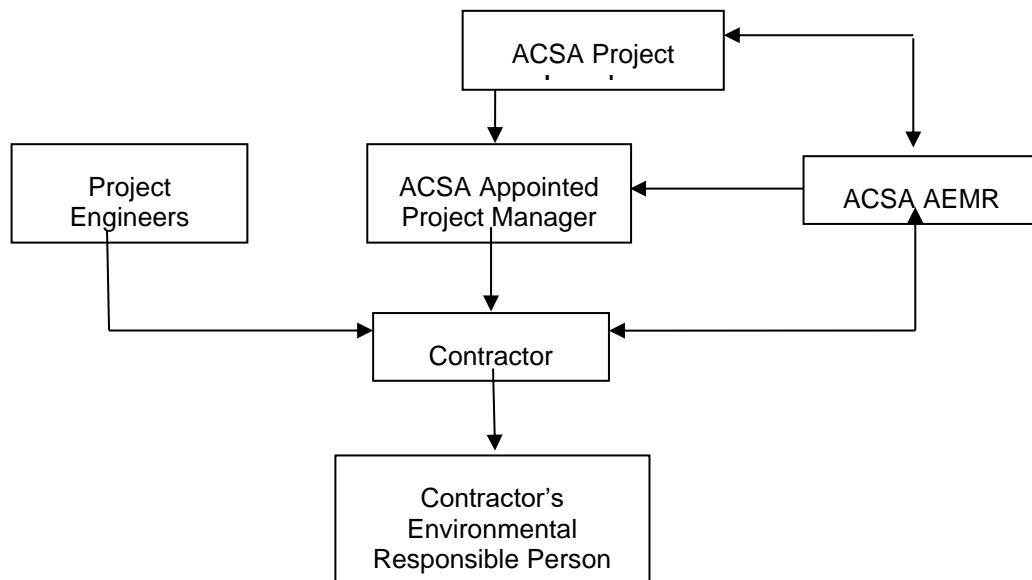 ACSA Project
Project
Engineers
ACSA Appointed
Project Manager
ACSA AEMR
Contractor
Contractor’s
Environmental
Responsible Person